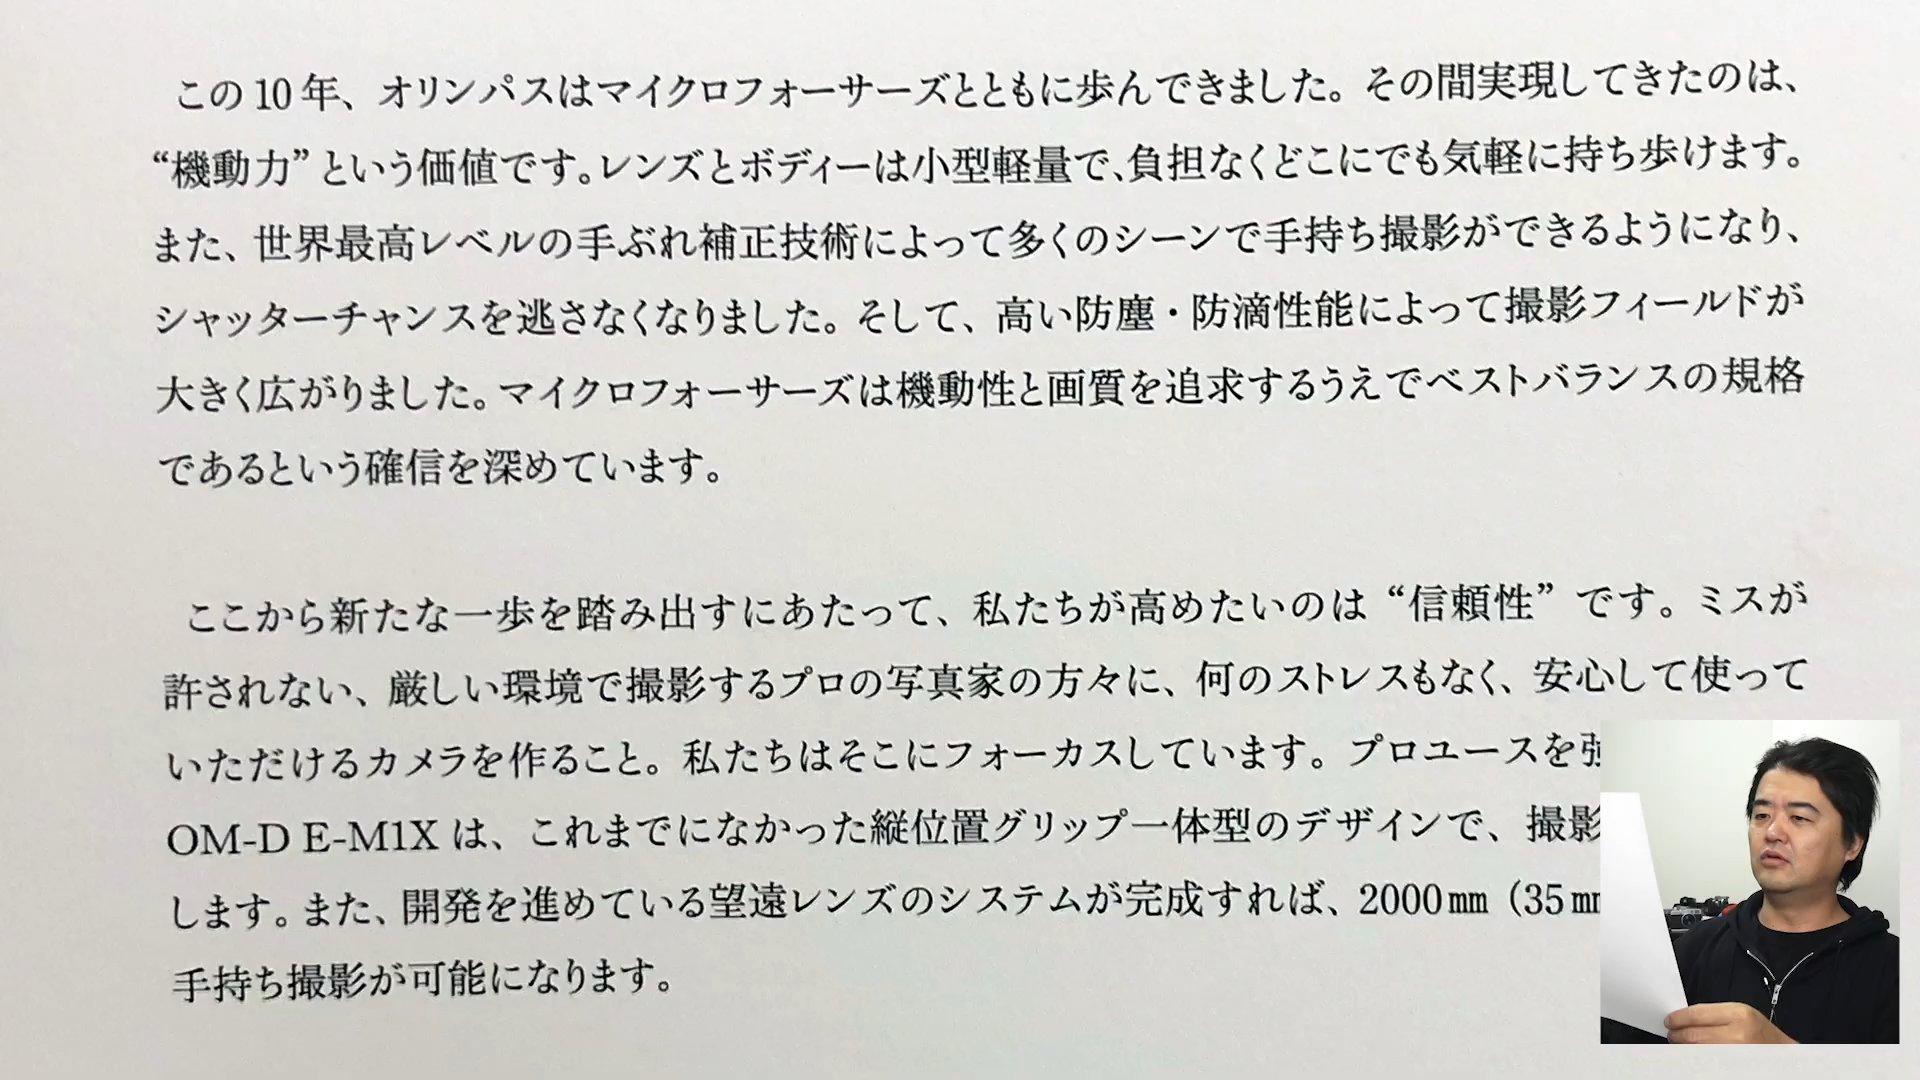 この10年、オリンパスはマイクロフォーサーズとともに歩んできました。その間実現してきたのは、
“機動力”という価値です。レンズとボディーは小型軽量で、負担なくどこにでも気軽に持ち歩けます。
また、世界最高レベルの手ぶれ補正技術によって多くのシーンで手持ち撮影ができるようになり、
シャッターチャンスを逃さなくなりました。そして、高い防塵・防滴性能によって撮影フィールドが
大きく広がりました。マイクロフォーサーズは機動性と画質を追求するうえでベストバランスの規格
であるという確信を深めています。
ここから新たな一歩を踏み出すにあたって、私たちが高めたいのは“信頼性”です。ミスが
許されない、厳しい環境で撮影するプロの写真家の方々に、何のストレスもなく、安心して使って
いただけるカメラを作ること。私たちはそこにフォーカスしています。プロユースを
OM-D E-M1Xは、これまでになかった縦位置グリップ一体型のデザインで、撮影
します。また、開発を進めている望遠レンズのシステムが完成すれば、2000㎜（35
手持ち撮影が可能になります。